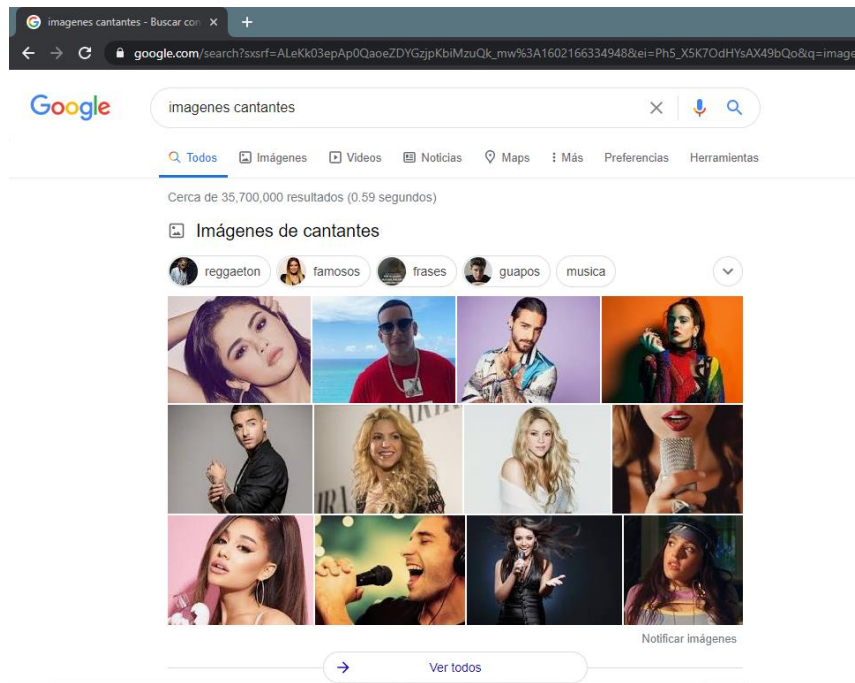 imagenes cantantes - Buscar con
google.com/search?sxsrf=ALeKk03epAp0QaoeZDYGzjpKbiMzuQk_mw%3A1602166334948&ei=Ph5_X5K7OdHYsAX49bQo&q=image
Google
imagenes cantantes
Todos Imágenes Videos Noticias Maps Más Preferencias Herramientas
Cerca de 35,700,000 resultados (0.59 segundos)
Imágenes de cantantes
reggaeton famosos frases guapos musica
Notificar imágenes
Ver todos